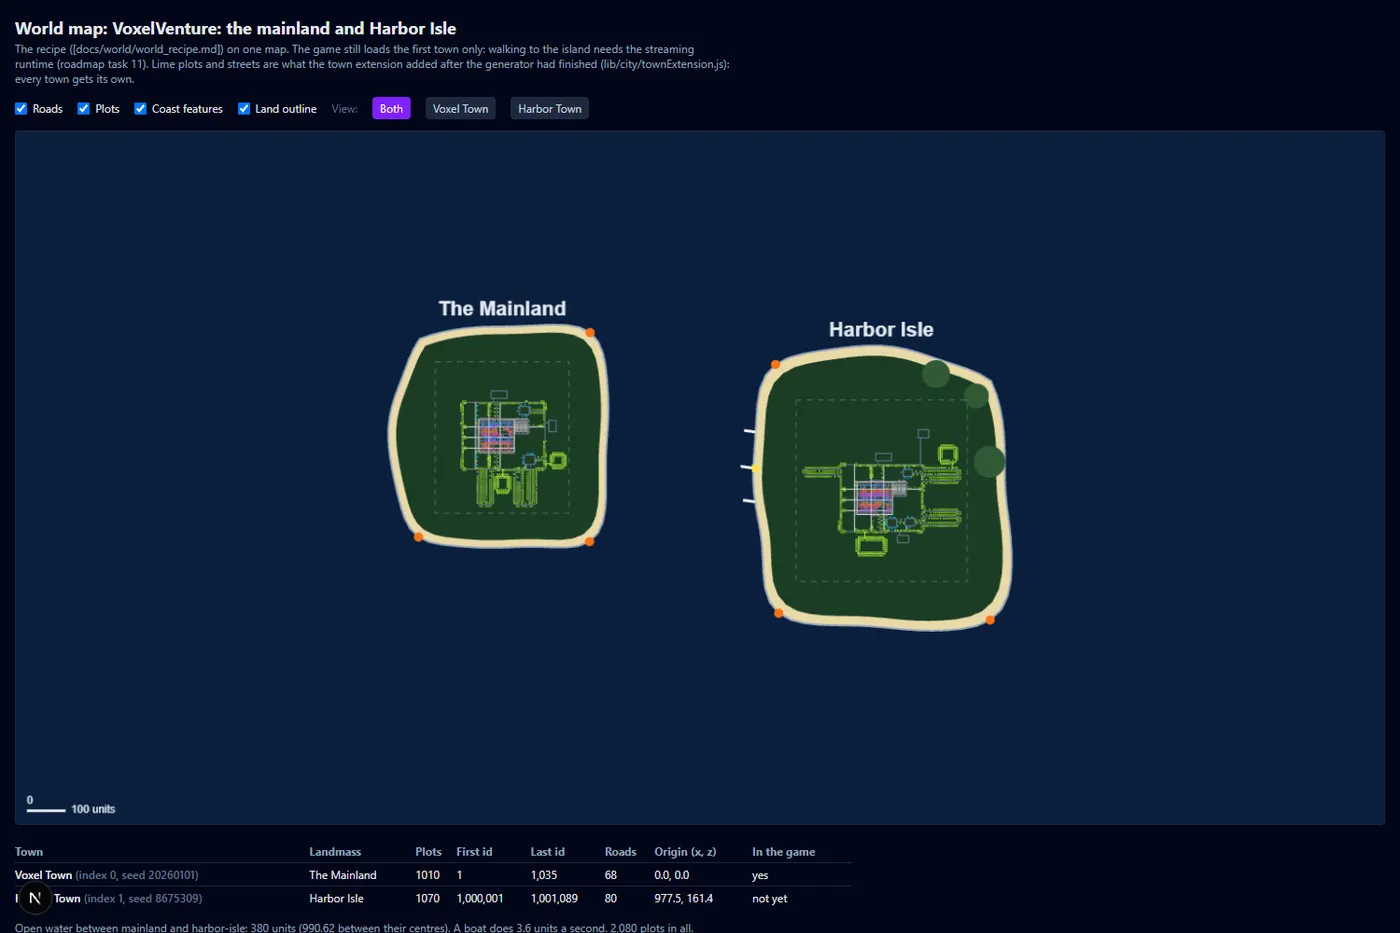 World map: VoxelVenture: the mainland and Harbor Isle
The recipe ([docs/world/world_recipe.md]) on one map. The game still loads the first town only: walking to the island needs the streaming
runtime (roadmap task 11). Lime plots and streets are what the town extension added after the generator had finished (lib/city/townExtension.js):
every town gets its own.
Roads Plots Coast features Land outline View: Both Voxel Town Harbor Town
The Mainland
Harbor Isle
0
100 units
Town Landmass Plots First id Last id Roads Origin (x, z) In the game
Voxel Town (index 0, seed 20260101) The Mainland 1010 1 1,035 68 0.0, 0.0 yes
N
Town (index 1, seed 8675309) Harbor Isle 1070 1,000,001 1,001,089 80 977.5, 161.4 not yet
Open water between mainland and harbor-isle: 380 units (990.62 between their centres). A boat does 3.6 units a second. 2,080 plots in all.